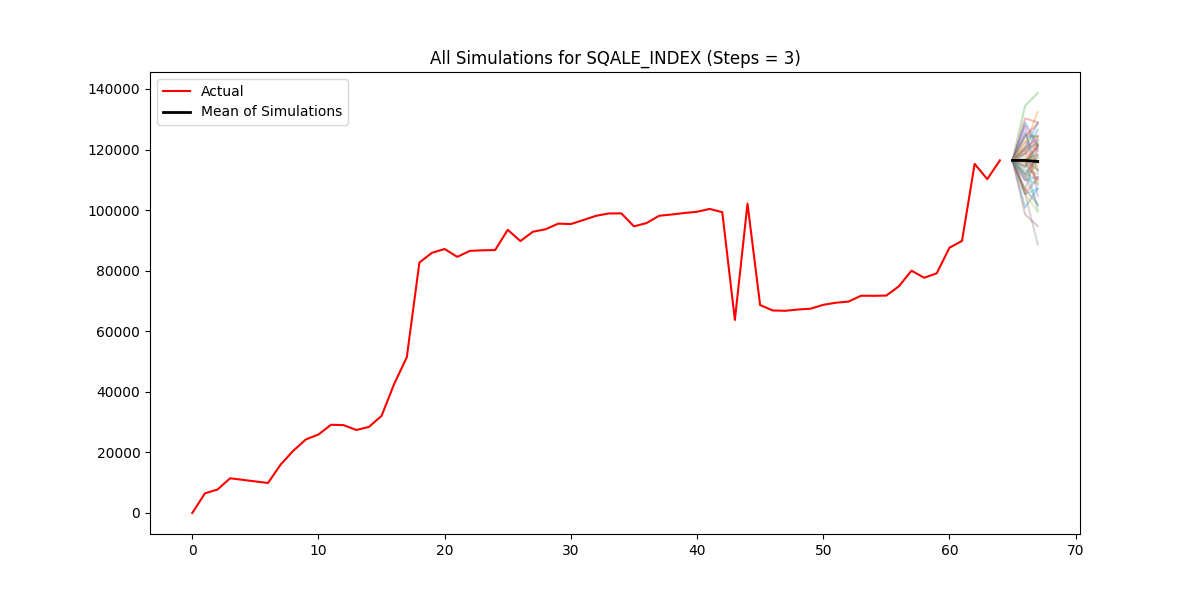 All Simulations for SQALE_INDEX (Steps = 3)
Actual
Mean of Simulations
140000
120000
100000
80000
60000
40000
20000
0
0 10 20 30 40 50 60 70